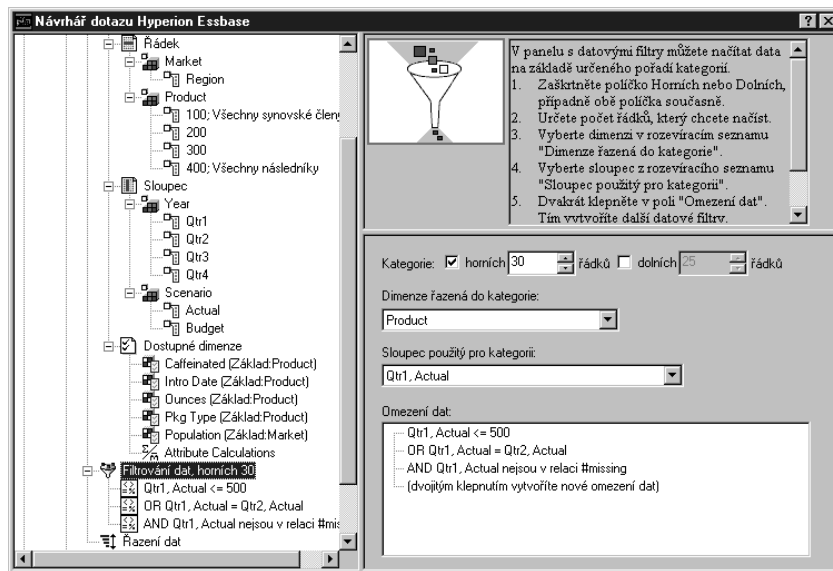 Návrhář dotazu Hyperion Essbase
Řádek
Market
Region
Product
100; Všechny synovské člen
200
300
400; Všechny následníky
Sloupec
Year
Qtr1
Qtr2
Qtr3
Qtr4
Scenario
Actual
Budget
Dostupné dimenze
Caffeinated (Základ:Product)
Intro Date (Základ:Product)
Ounces (Základ:Product)
Pkg Type (Základ:Product)
Population (Základ:Market)
Attribute Calculations
Filtrování dat, horních 30
Qtr1, Actual <= 500
OR Qtr1, Actual = Qtr2, Actual
AND Qtr1, Actual nejsou v relaci #mis
Řazení dat
V panelu s datovými filtry můžete načítat data
na základě určeného pořadí kategorií.
1. Zaškrtněte políčko Horních nebo Dolních,
případně obě políčka současně.
2. Určete počet řádků, který chcete načíst.
3. Vyberte dimenzi v rozevíracím seznamu
"Dimenze řazená do kategorie".
4. Vyberte sloupec z rozevíracího seznamu
"Sloupec použitý pro kategorii".
5. Dvakrát klepněte v poli "Omezení dat".
Tím vytvoříte další datové filtry.
Kategorie: horních 30 řádků dolních 25 řádků
Dimenze řazená do kategorie:
Product
Sloupec použitý pro kategorii:
Qtr1, Actual
Omezení dat:
Qtr1, Actual <= 500
OR Qtr1, Actual = Qtr2, Actual
AND Qtr1, Actual nejsou v relaci #missing
(dvojitým klepnutím vytvoříte nové omezení dat)